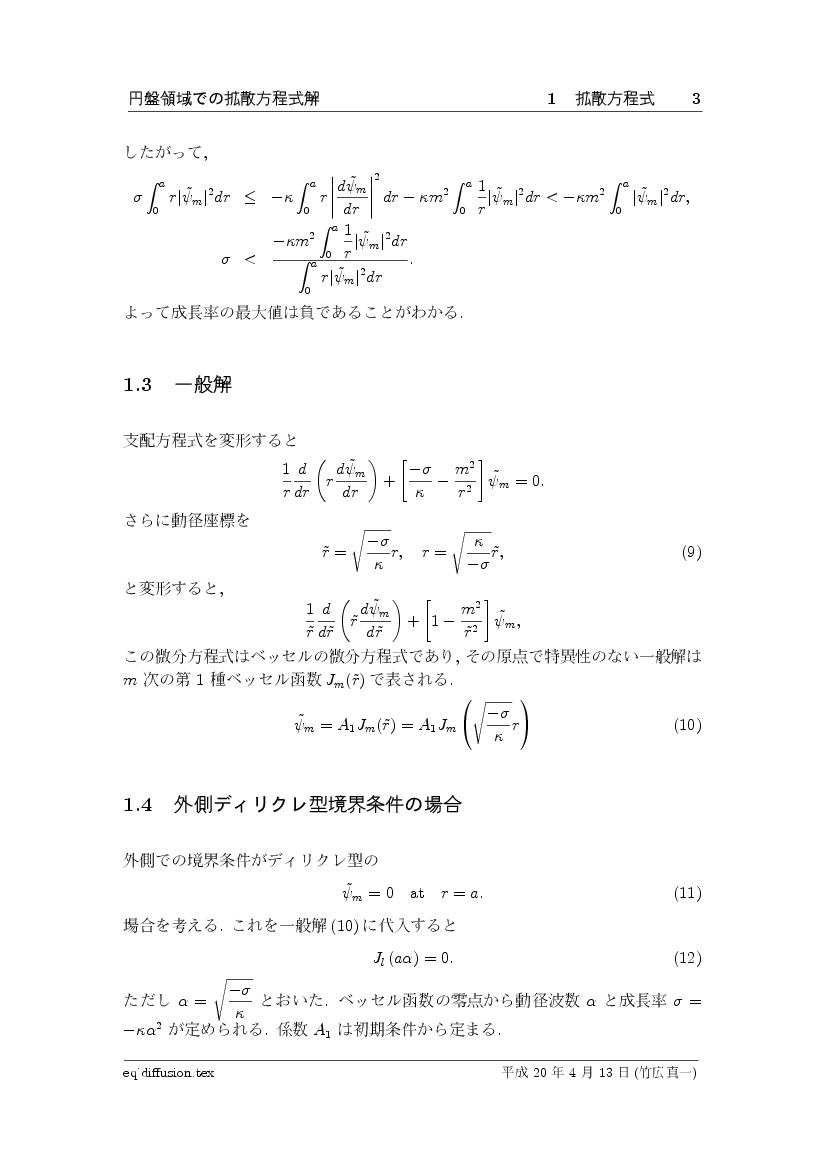 円盤領域での拡散方程式解 1 拡散方程式 3
したがって,
$\sigma \int_0^a r|\tilde{\psi}_m|^2 dr \leq -\kappa \int_0^a r \left| \frac{d\tilde{\psi}_m}{dr} \right|^2 dr - \kappa m^2 \int_0^a \frac{1}{r} |\tilde{\psi}_m|^2 dr < -\kappa m^2 \int_0^a |\tilde{\psi}_m|^2 dr,$
$\sigma < \frac{-\kappa m^2 \int_0^a \frac{1}{r} |\tilde{\psi}_m|^2 dr}{\int_0^a r|\tilde{\psi}_m|^2 dr}.$
よって成長率の最大値は負であることがわかる.
1.3 一般解
支配方程式を変形すると
$\frac{1}{r} \frac{d}{dr} \left( r \frac{d\tilde{\psi}_m}{dr} \right) + \left[ \frac{-\sigma}{\kappa} - \frac{m^2}{r^2} \right] \tilde{\psi}_m = 0.$
さらに動径座標を
$\tilde{r} = \sqrt{\frac{-\sigma}{\kappa}} r, \quad r = \sqrt{\frac{\kappa}{-\sigma}} \tilde{r},$ (9)
と変形すると,
$\frac{1}{\tilde{r}} \frac{d}{d\tilde{r}} \left( \tilde{r} \frac{d\tilde{\psi}_m}{d\tilde{r}} \right) + \left[ 1 - \frac{m^2}{\tilde{r}^2} \right] \tilde{\psi}_m,$
この微分方程式はベッセルの微分方程式であり, その原点で特異性のない一般解は
$m$ 次の第 1 種ベッセル函数 $J_m(\tilde{r})$ で表される.
$\tilde{\psi}_m = A_1 J_m(\tilde{r}) = A_1 J_m \left( \sqrt{\frac{-\sigma}{\kappa}} r \right)$ (10)
1.4 外側ディリクレ型境界条件の場合
外側での境界条件がディリクレ型の
$\tilde{\psi}_m = 0 \quad \text{at} \quad r = a.$ (11)
場合を考える. これを一般解 (10) に代入すると
$J_l (a\alpha) = 0.$ (12)
ただし $\alpha = \sqrt{\frac{-\sigma}{\kappa}}$ とおいた. ベッセル函数の零点から動径波数 $\alpha$ と成長率 $\sigma =$
$-\kappa\alpha^2$ が定められる. 係数 $A_1$ は初期条件から定まる.
eq˙diffusion.tex 平成 20 年 4 月 13 日 (竹広真一)